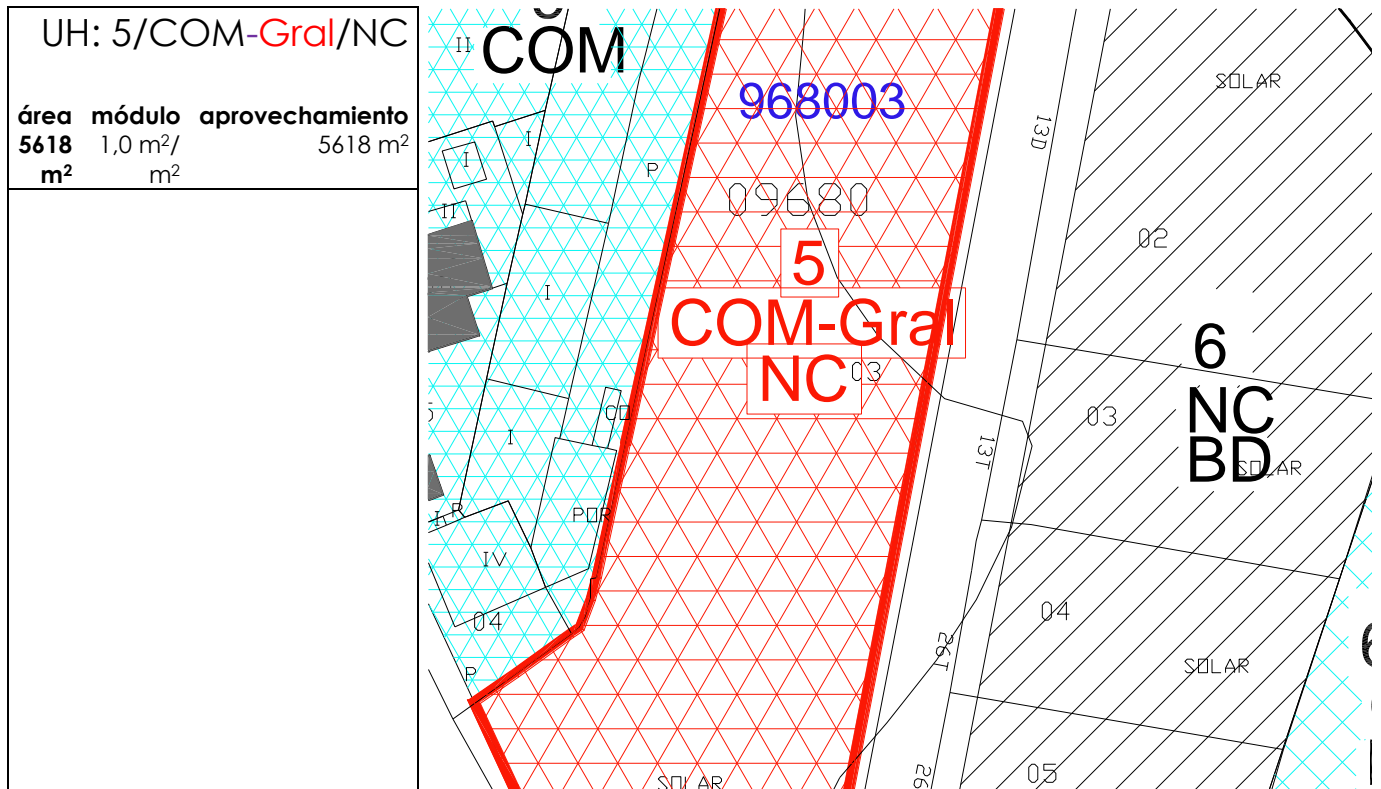 UH: 5/COM-Gral/NC
área módulo aprovechamiento
5618 1,0 m²/ 5618 m²
m² m²
II
COM
968003
SOLAR
13D
I
I
P
09680
II
02
5
I
COM-Gral
NC
03
6
NC
BD
03
SOLAR
CO
I
13T
R
POR
IV
04
04
26T
SOLAR
P
SOLAR
26
05
6